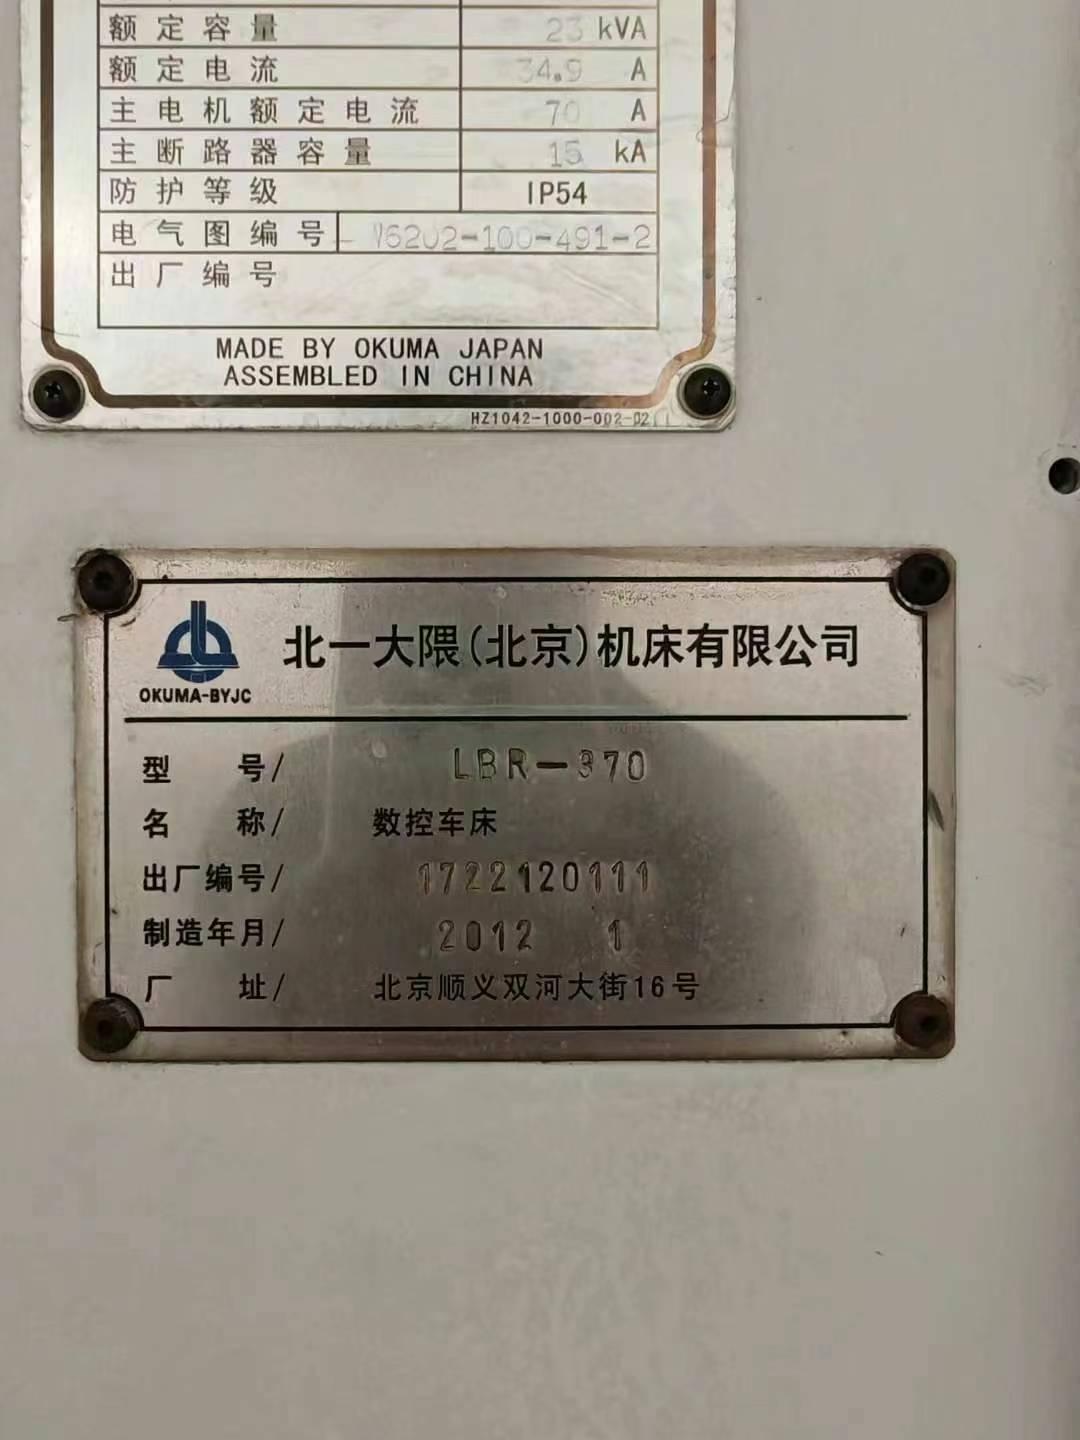 额定容量 23 kVA
额定电流 34.9 A
主电机额定电流 70 A
主断路器容量 15 kA
防护等级 IP54
电气图编号 V6202-100-491-2
出厂编号
MADE BY OKUMA JAPAN
ASSEMBLED IN CHINA
HZ1042-1000-002-02
OKUMA-BYJC
北一大隈(北京)机床有限公司
型 号/ LBR-370
名 称/ 数控车床
出厂编号/ 1722120111
制造年月/ 2012 1
厂 址/ 北京顺义双河大街16号